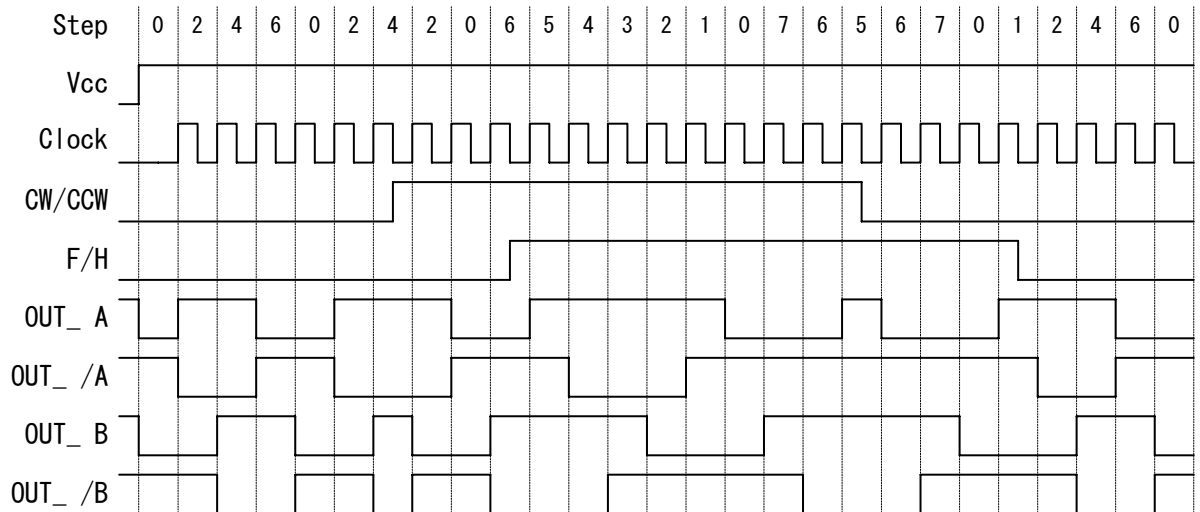 Step 0 2 4 6 0 2 4 2 0 6 5 4 3 2 1 0 7 6 5 6 7 0 1 2 4 6 0
Vcc
Clock
CW/CCW
F/H
OUT_ A
OUT_ /A
OUT_ B
OUT_ /B